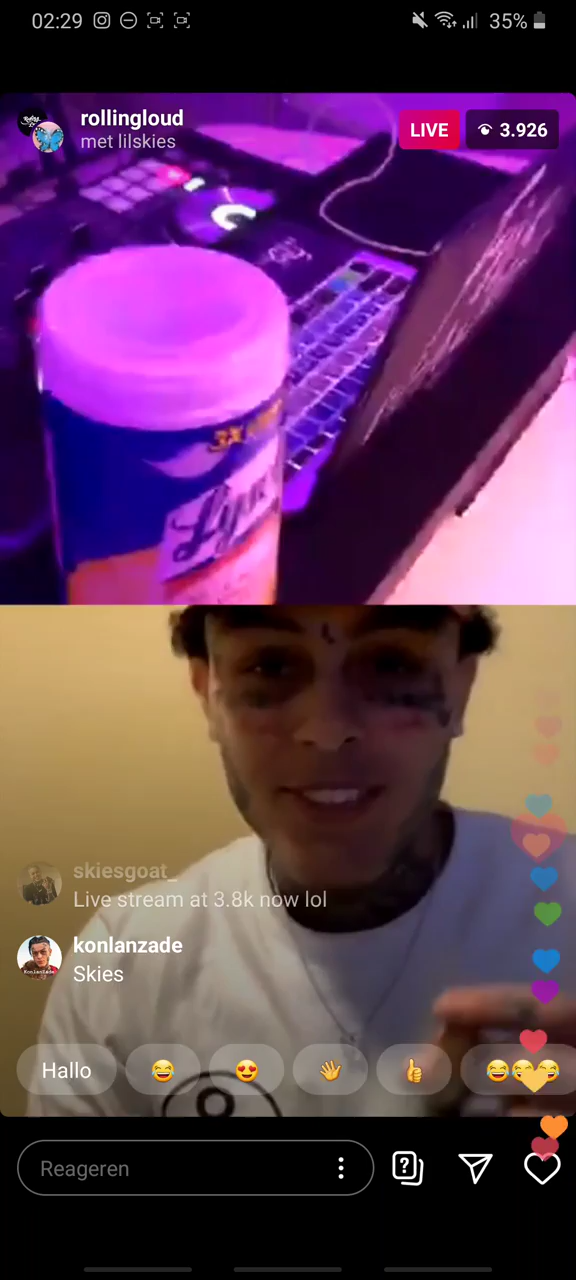 02:29
35%
rollingloud
met lilskies
LIVE
3.926
3X
skiesgoat_
Live stream at 3.8k now lol
konlanzade
Skies
Hallo
Reageren